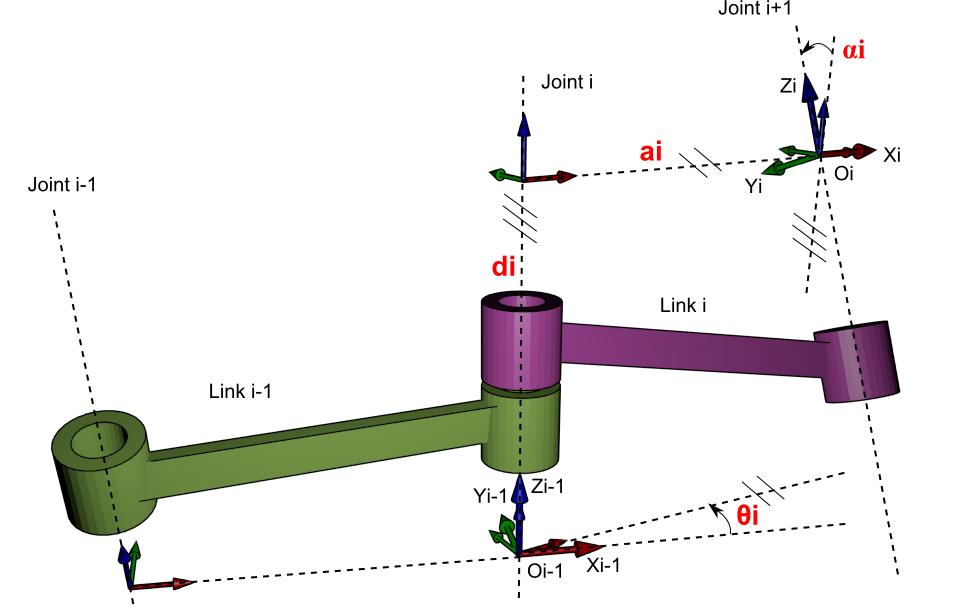 Joint i+1
αi
Joint i
Zi
ai
Xi
Oi
Yi
Joint i-1
di
Link i
Link i-1
Yi-1
Zi-1
θi
Oi-1
Xi-1